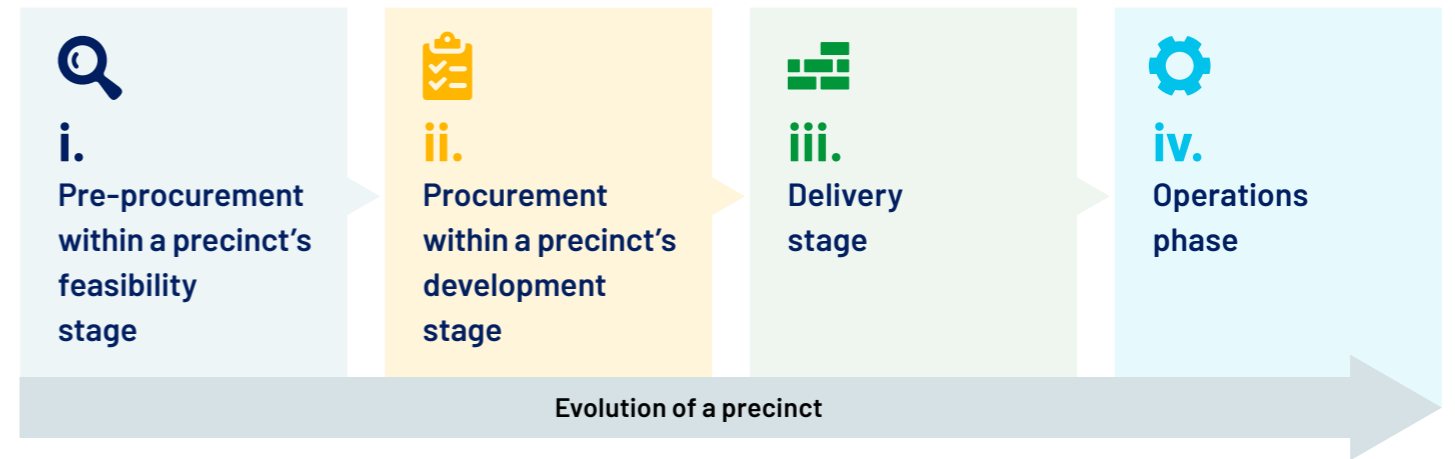 i.
Pre-procurement
within a precinct’s
feasibility
stage
ii.
Procurement
within a precinct’s
development
stage
iii.
Delivery
stage
iv.
Operations
phase
Evolution of a precinct